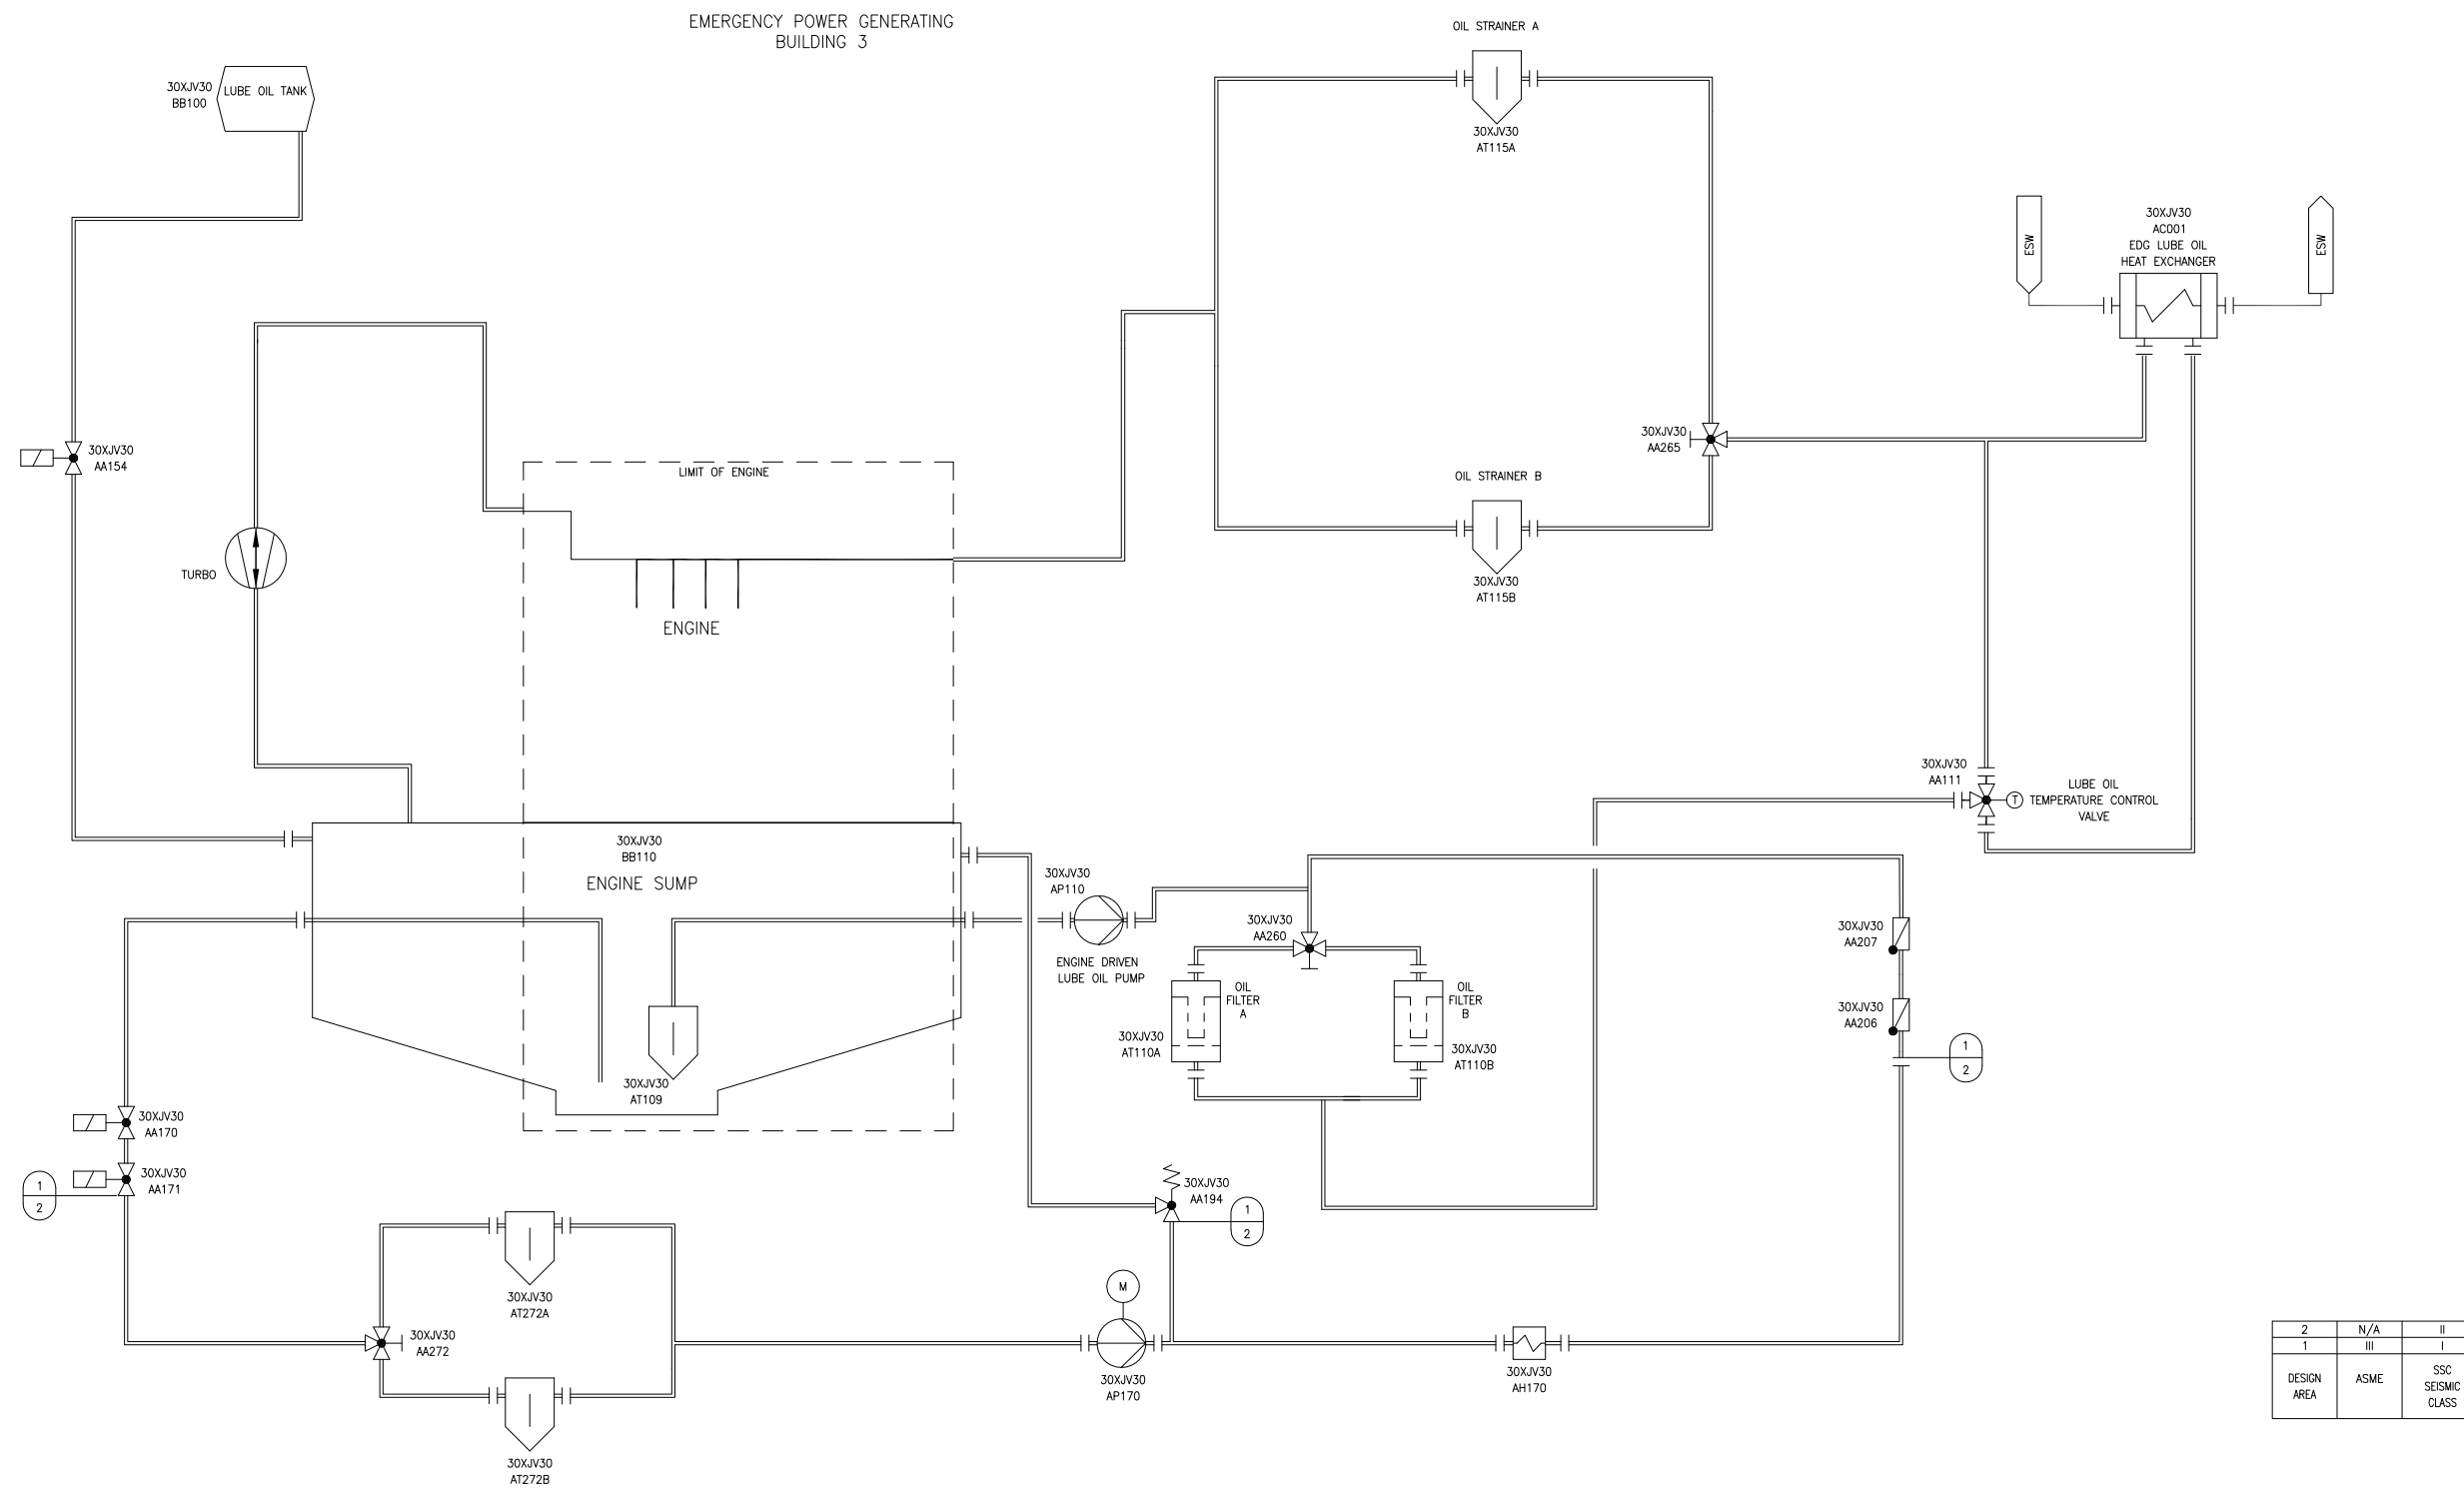 EMERGENCY POWER GENERATING
BUILDING 3
OIL STRAINER A
30XJV30
BB100
LUBE OIL TANK
30XJV30
AT115A
ESW
30XJV30
AC001
EDG LUBE OIL
HEAT EXCHANGER
ESW
30XJV30
AA154
LIMIT OF ENGINE
30XJV30
AA265
OIL STRAINER B
TURBO
30XJV30
AT115B
ENGINE
30XJV30
AA111
T
LUBE OIL
TEMPERATURE CONTROL
VALVE
30XJV30
BB110
ENGINE SUMP
30XJV30
AP110
ENGINE DRIVEN
LUBE OIL PUMP
30XJV30
AA260
30XJV30
AA207
OIL
FILTER
A
OIL
FILTER
B
30XJV30
AA206
30XJV30
AT110A
30XJV30
AT110B
1
2
30XJV30
AT109
30XJV30
AA170
30XJV30
AA171
1
2
30XJV30
AA194
1
2
M
30XJV30
AT272A
30XJV30
AA272
30XJV30
AP170
30XJV30
AH170
30XJV30
AT272B
2 N/A II
1 III I
DESIGN
AREA
ASME
SSC
SEISMIC
CLASS